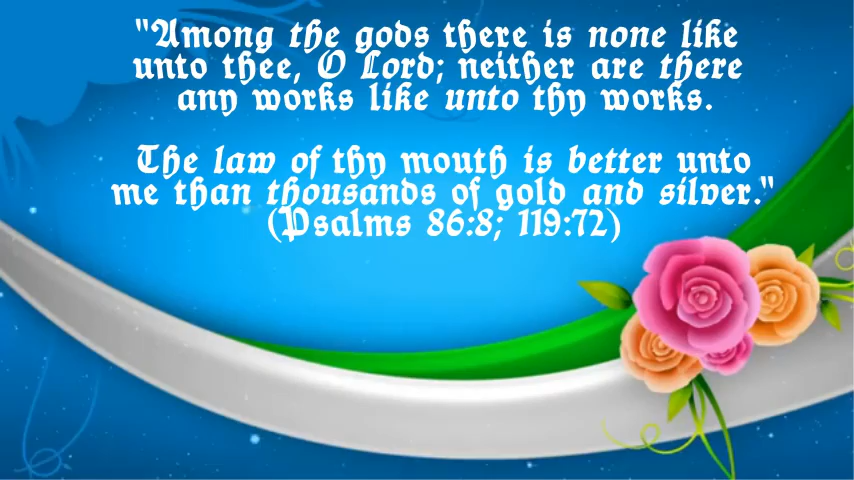 "Among the gods there is none like
unto thee, O Lord; neither are there
any works like unto thy works.
The law of thy mouth is better unto
me than thousands of gold and silver."
(Psalms 86:8; 119:72)